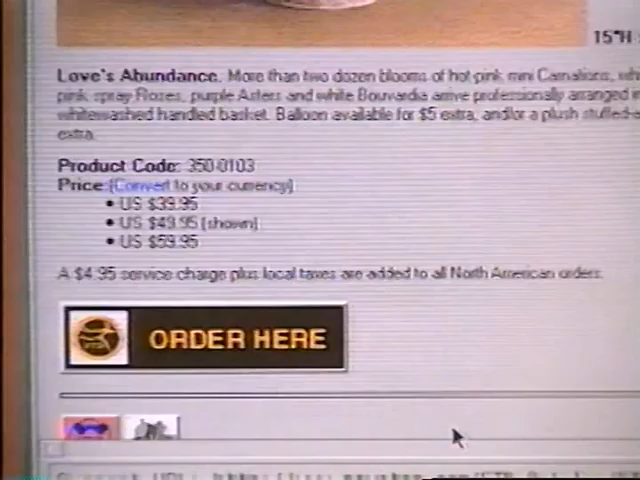 15"H
Love's Abundance. More than two dozen blooms of hot-pink mini Carnations,
pink spray Roses, purple Asters and white Bouvardia arrive professionally arranged in
whitewashed handled basket. Balloon available for $5 extra, and/or a plush stuffed-a
extra.
Product Code: 350-0103
Price:[Convert to your currency]
• US $39.95
• US $49.95 [shown]
• US $59.95
A $4.95 service charge plus local taxes are added to all North American orders.
ORDER HERE